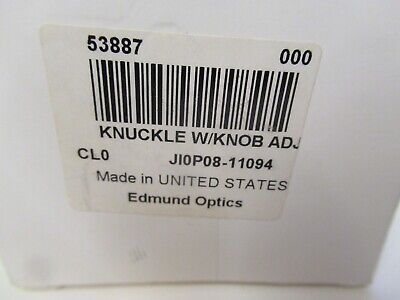 53887 000
KNUCKLE W/KNOB ADJ
CL0 JI0P08-11094
Made in UNITED STATES
Edmund Optics